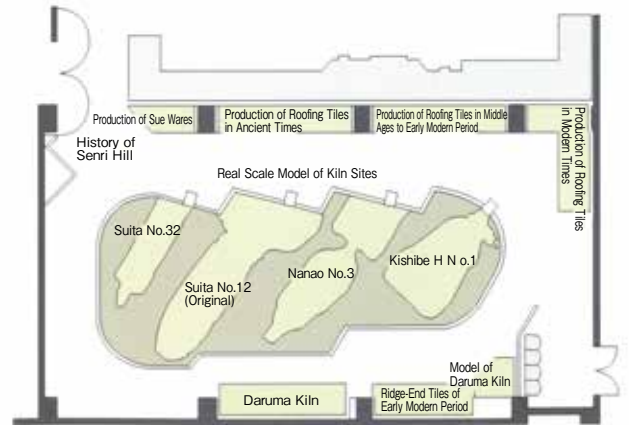 Production of Sue Wares
Production of Roofing Tiles
in Ancient Times
Production of Roofing Tiles in Middle
Ages to Early Modern Period
Production of Roofing Tiles
in Modern Times
History of
Senri Hill
Real Scale Model of Kiln Sites
Suita No.32
Suita No.12
(Original)
Nanao No.3
Kishibe H N o.1
Daruma Kiln
Ridge-End Tiles of
Early Modern Period
Model of
Daruma Kiln